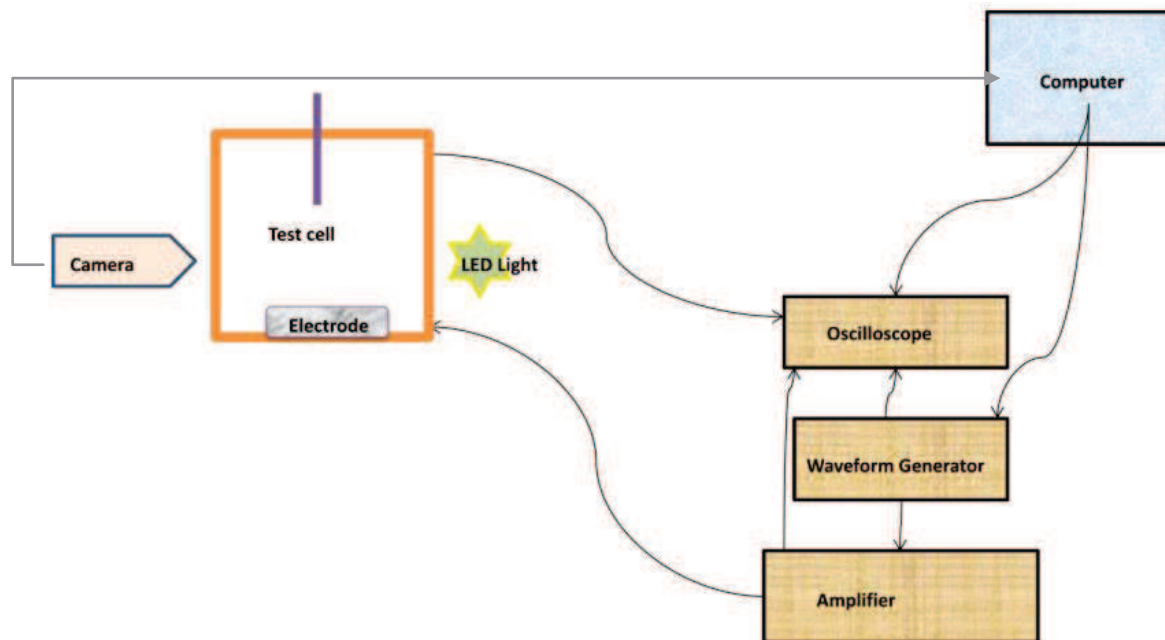 Computer
Test cell
Camera
LED Light
Electrode
Oscilloscope
Waveform Generator
Amplifier